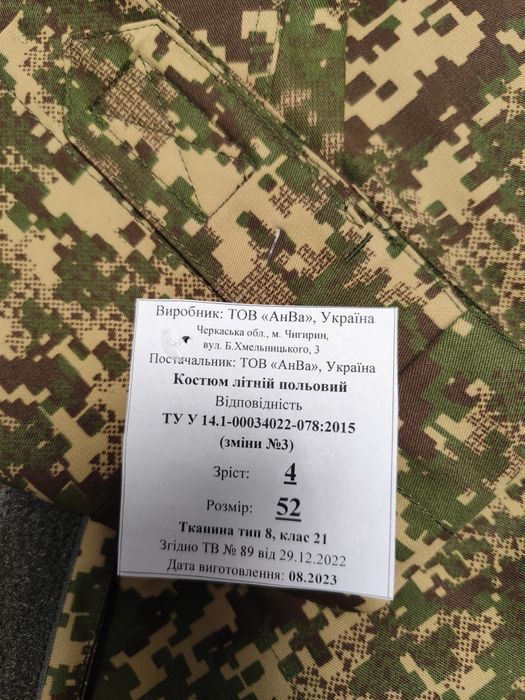 Виробник: ТОВ «АнВа», Україна
Черкаська обл., м. Чигирин,
вул. Б.Хмельницького, 3
Постачальник: ТОВ «АнВа», Україна
Костюм літній польовий
Відповідність
ТУ У 14.1-00034022-078:2015
(зміни №3)
Зріст: 4
Розмір: 52
Тканина тип 8, клас 21
Згідно ТВ № 89 від 29.12.2022
Дата виготовлення: 08.2023